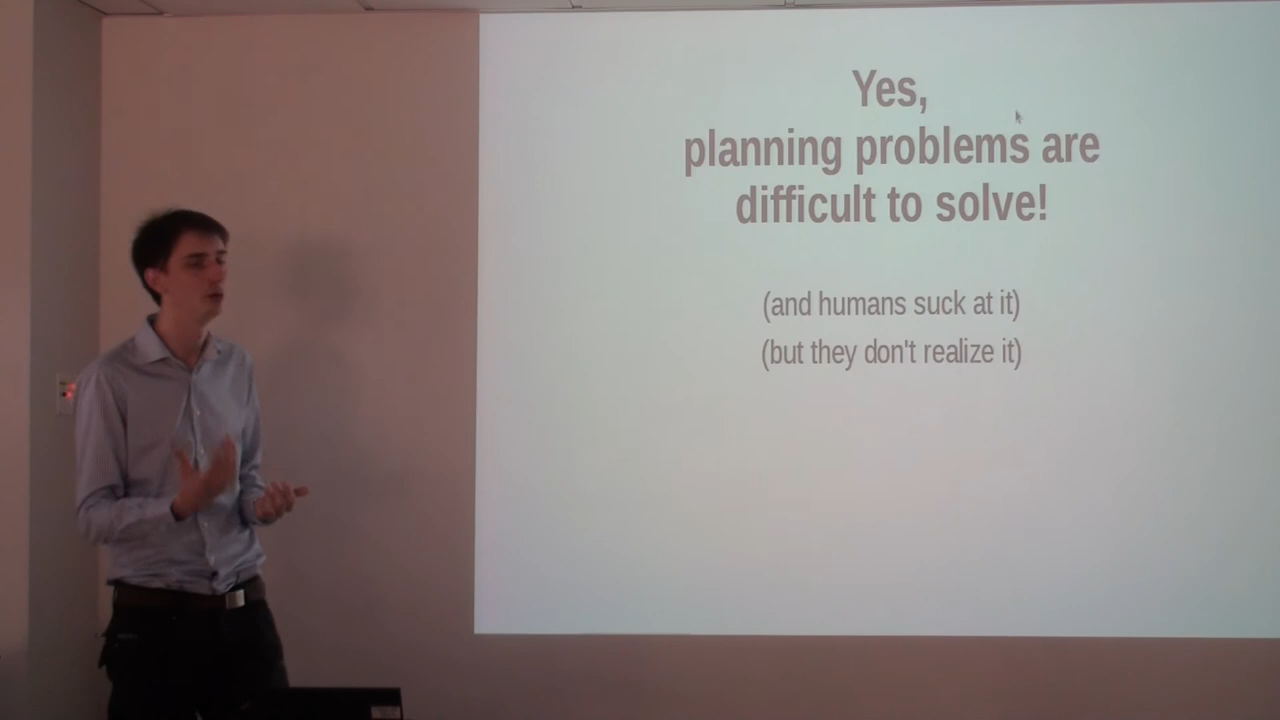 Yes,
planning problems are
difficult to solve!
(and humans suck at it)
(but they don't realize it)